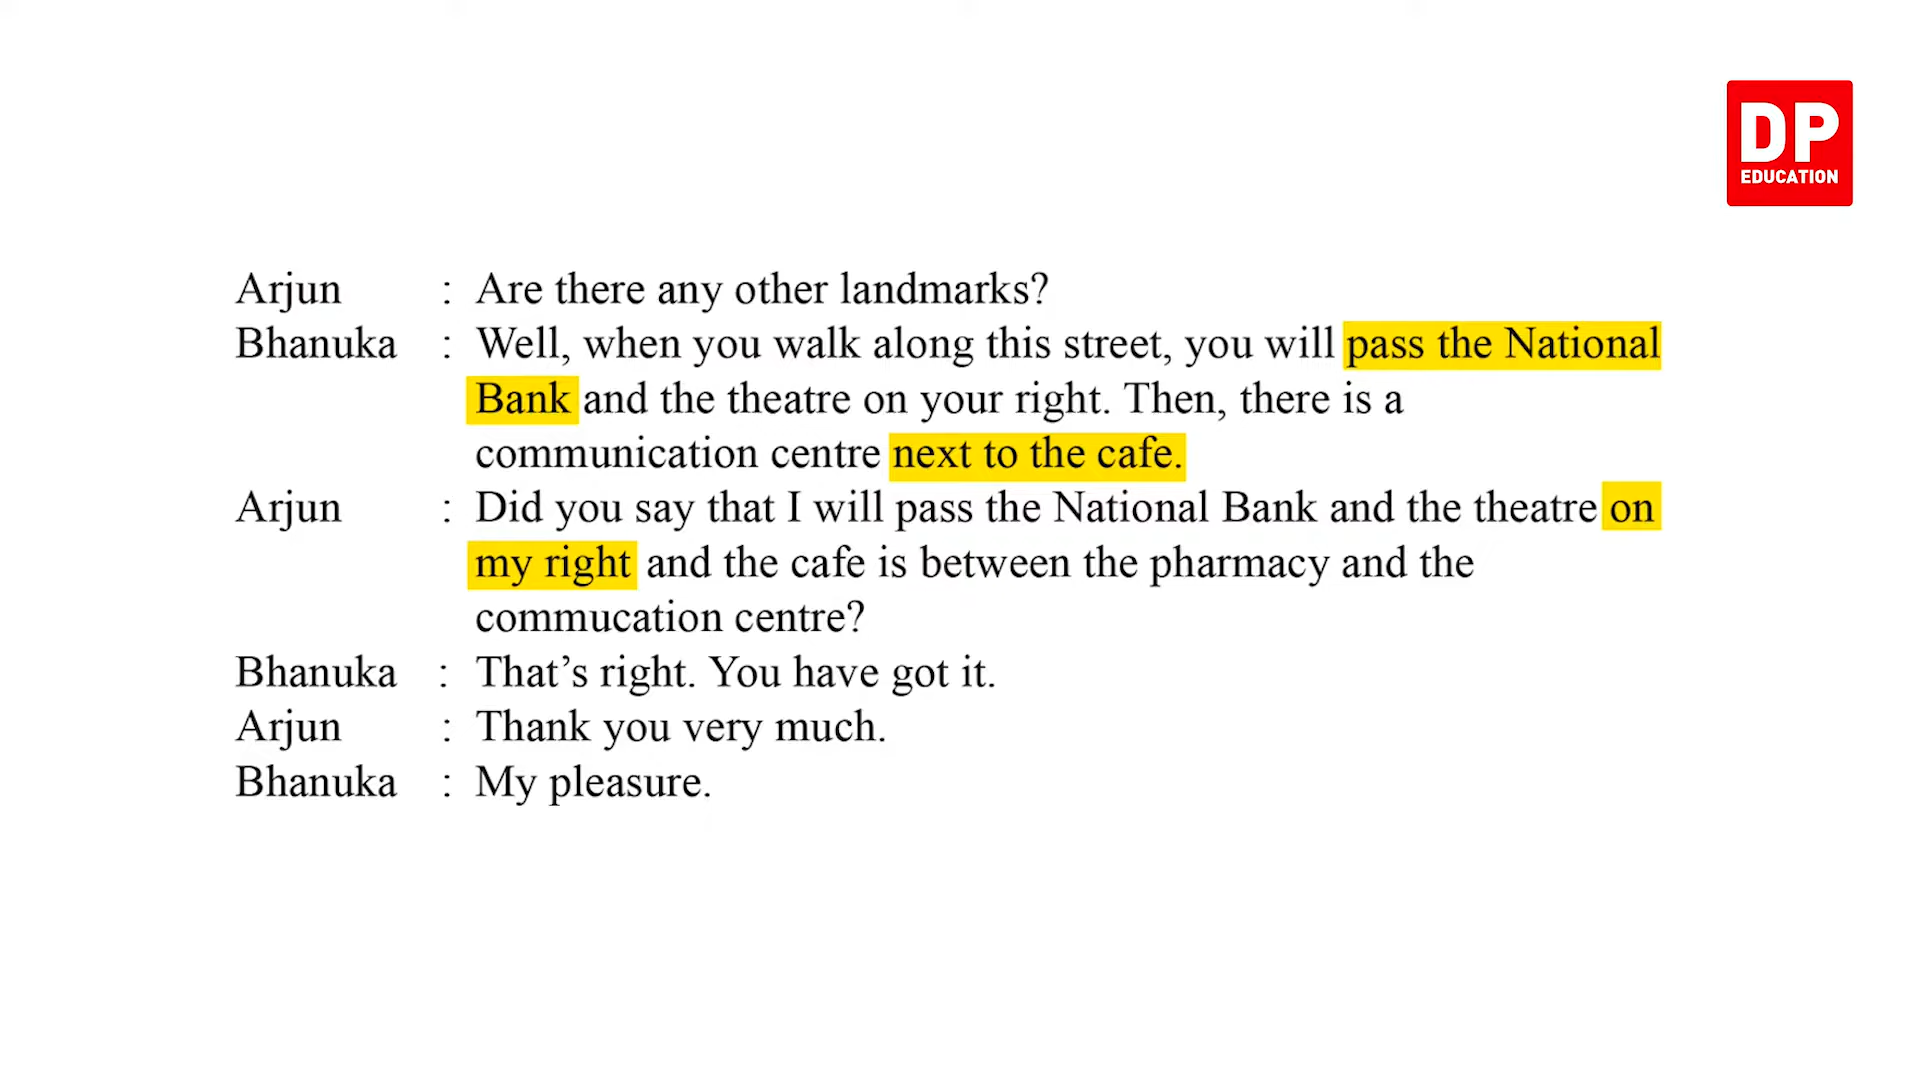 DP
EDUCATION
Arjun : Are there any other landmarks?
Bhanuka : Well, when you walk along this street, you will pass the National
Bank and the theatre on your right. Then, there is a
communication centre next to the cafe.
Arjun : Did you say that I will pass the National Bank and the theatre on
my right and the cafe is between the pharmacy and the
commucation centre?
Bhanuka : That’s right. You have got it.
Arjun : Thank you very much.
Bhanuka : My pleasure.